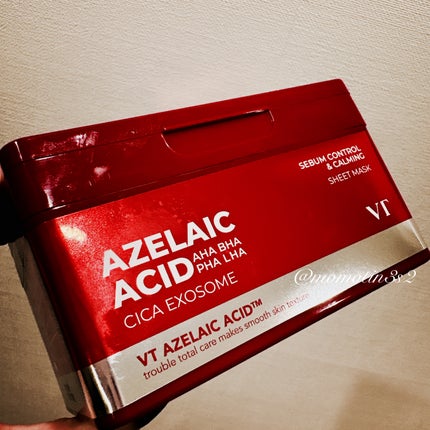 SEBUM CONTROL
& CALMING
SHEET MASK
VT
AZELAIC
ACID
AHA BHA
PHA LHA
CICA EXOSOME
@momolin3s2
VT AZELAIC ACID™
trouble total care makes smooth skin texture